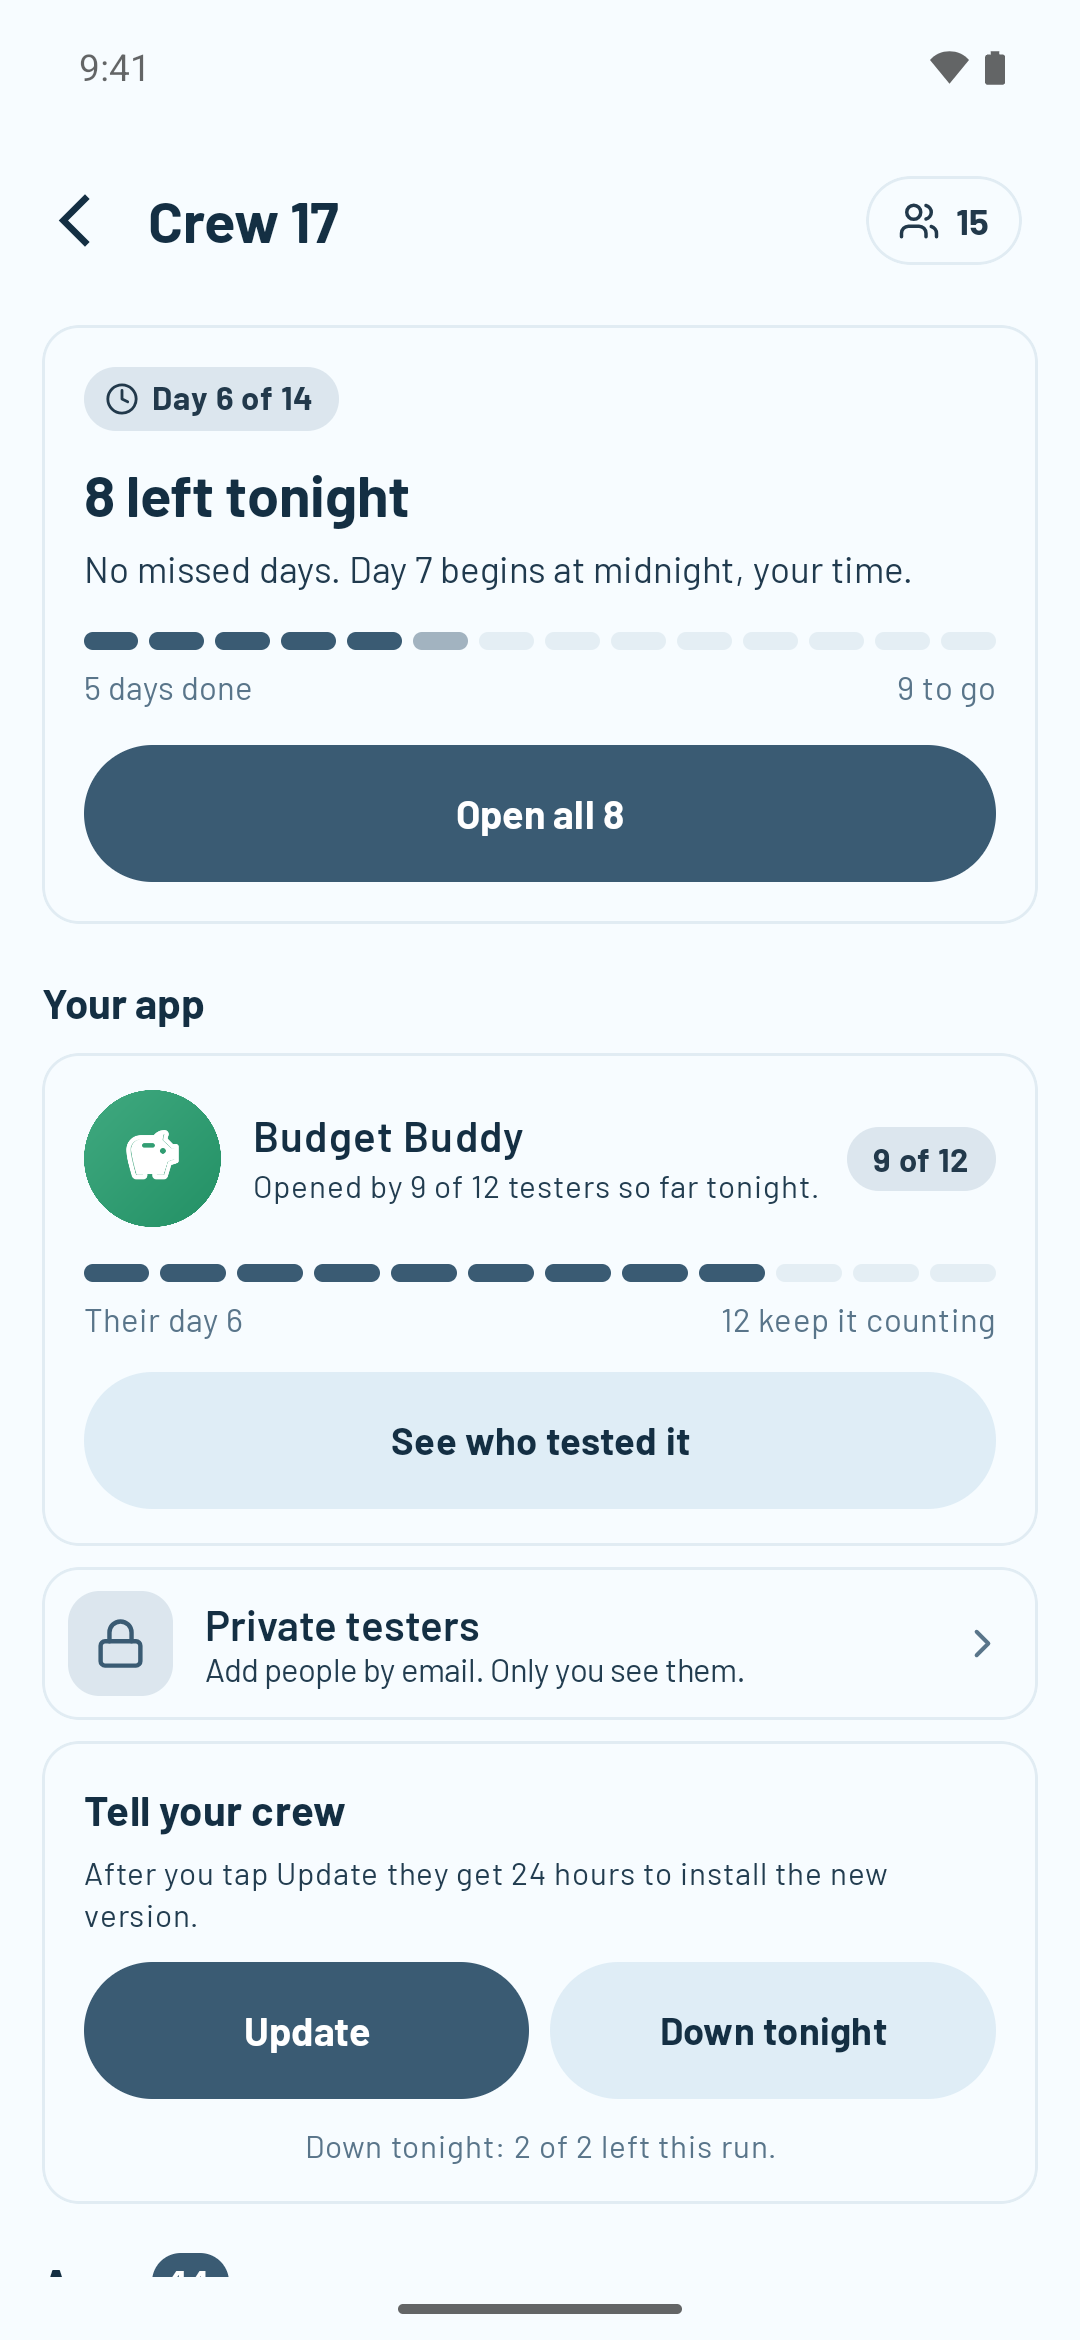 9:41
Crew 17
15
Day 6 of 14
8 left tonight
No missed days. Day 7 begins at midnight, your time.
5 days done
9 to go
Open all 8
Your app
Budget Buddy
Opened by 9 of 12 testers so far tonight.
9 of 12
Their day 6
12 keep it counting
See who tested it
Private testers
Add people by email. Only you see them.
Tell your crew
After you tap Update they get 24 hours to install the new
version.
Update
Down tonight
Down tonight: 2 of 2 left this run.